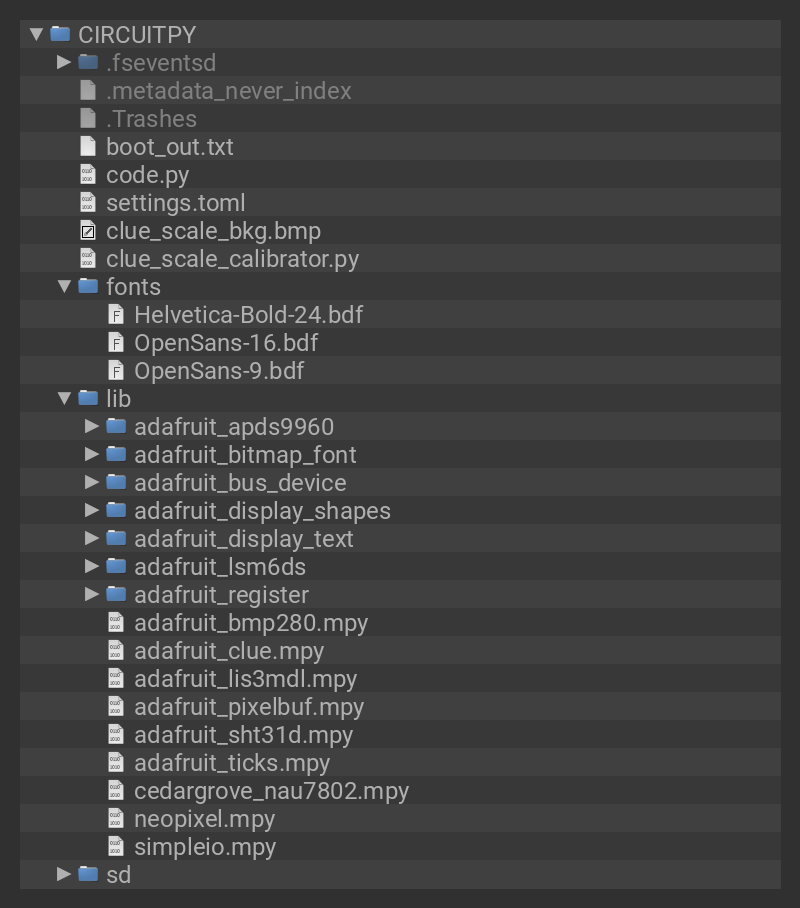 CIRCUITPY
.fseventsd
.metadata_never_index
.Trashes
boot_out.txt
code.py
settings.toml
clue_scale_bkg.bmp
clue_scale_calibrator.py
fonts
Helvetica-Bold-24.bdf
OpenSans-16.bdf
OpenSans-9.bdf
lib
adafruit_apds9960
adafruit_bitmap_font
adafruit_bus_device
adafruit_display_shapes
adafruit_display_text
adafruit_lsm6ds
adafruit_register
adafruit_bmp280.mpy
adafruit_clue.mpy
adafruit_lis3mdl.mpy
adafruit_pixelbuf.mpy
adafruit_sht31d.mpy
adafruit_ticks.mpy
cedargrove_nau7802.mpy
neopixel.mpy
simpleio.mpy
sd